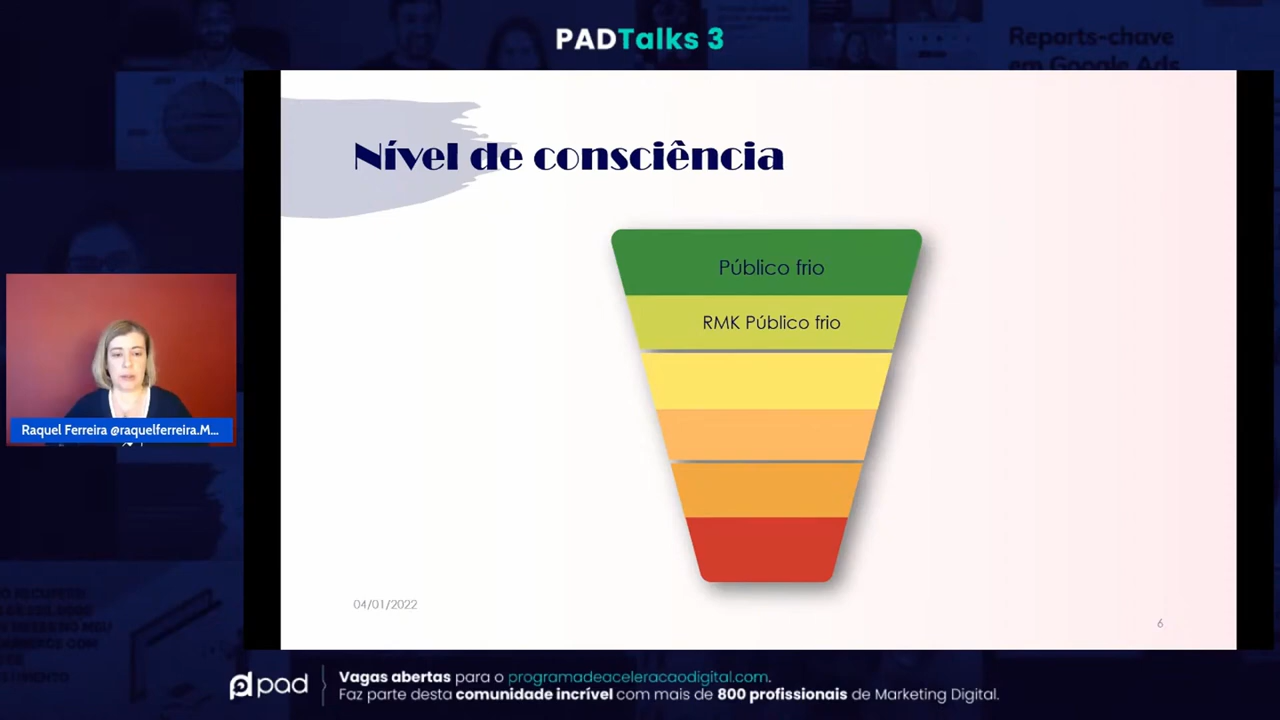 PADTalks 3
Reports-chave
em Google Ads
Nível de consciência
Público frio
RMK Público frio
Raquel Ferreira @raquelferreira.M...
04/01/2022
6
pad
Vagas abertas para o programadeaceleracaodigital.com.
Faz parte desta comunidade incrível com mais de 800 profissionais de Marketing Digital.